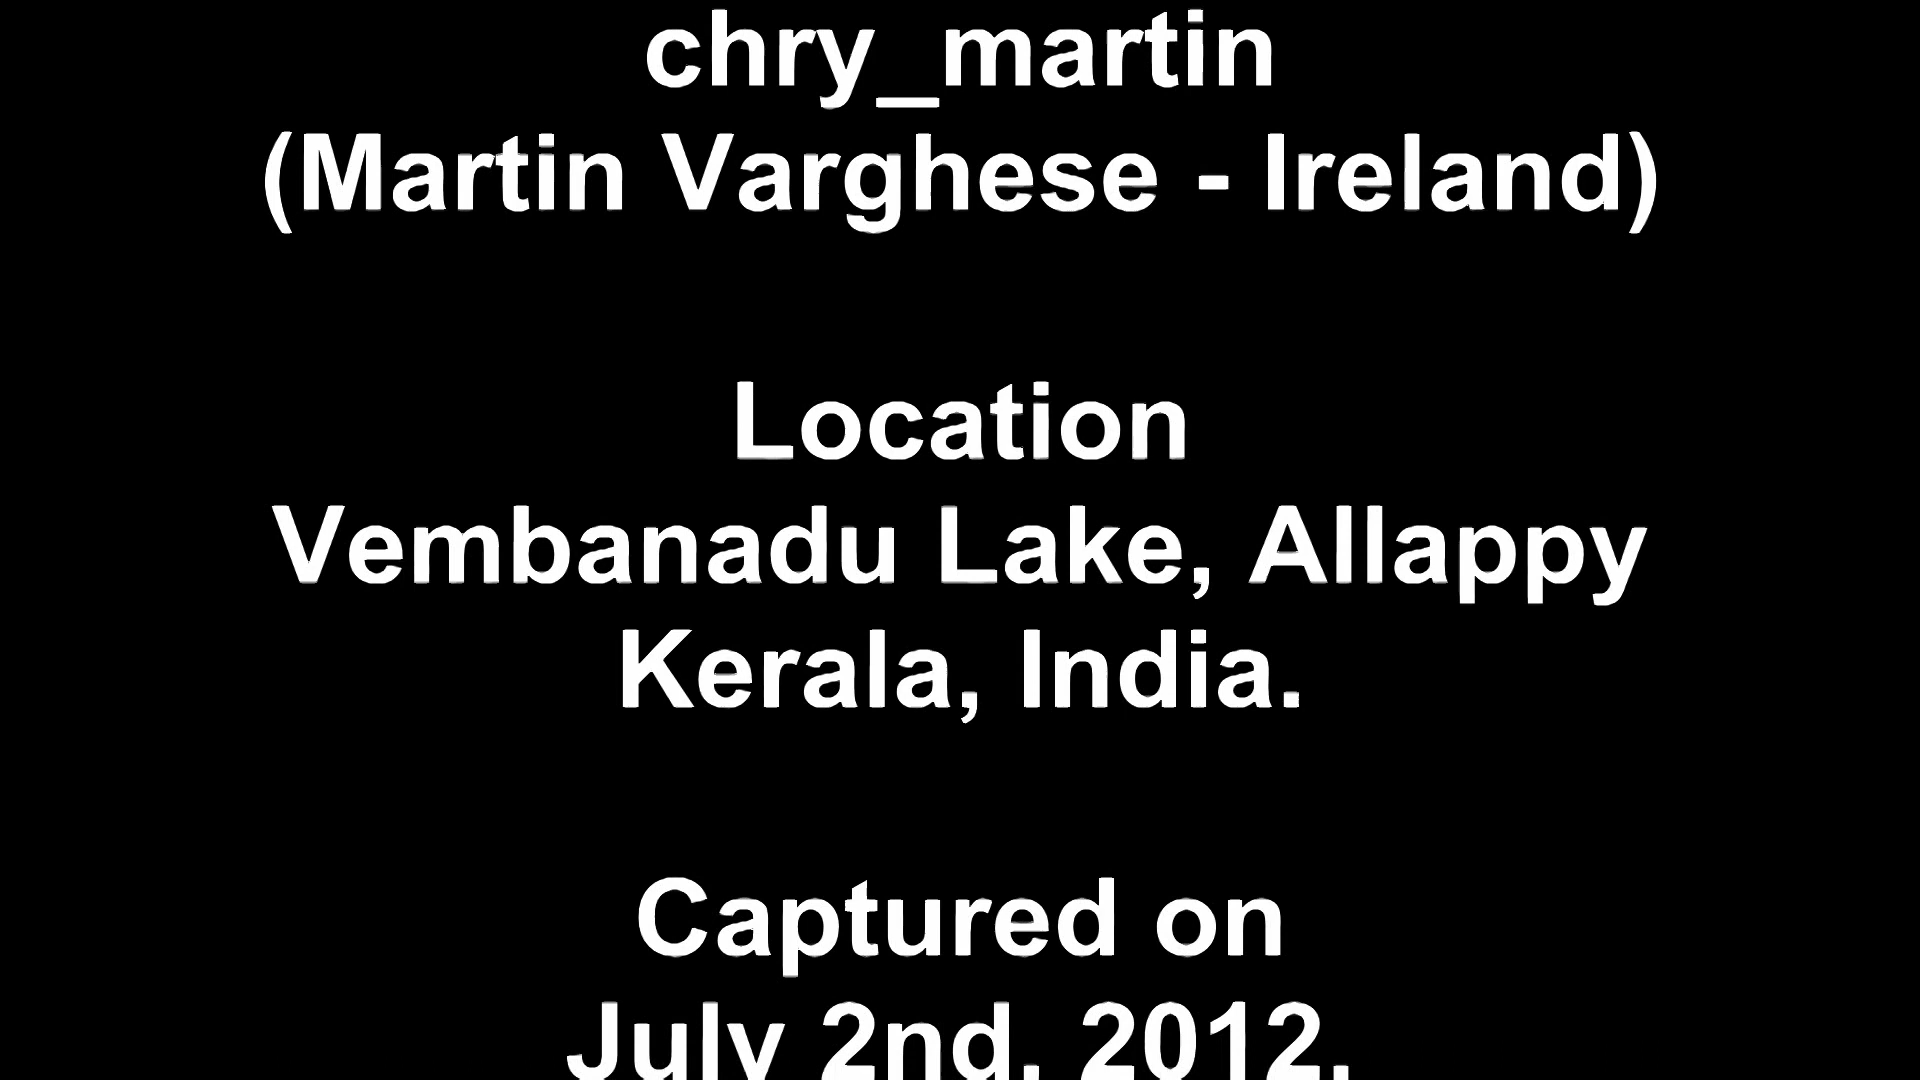 chry_martin
(Martin Varghese - Ireland)
Location
Vembanadu Lake, Allappy
Kerala, India.
Captured on
July 2nd, 2012.